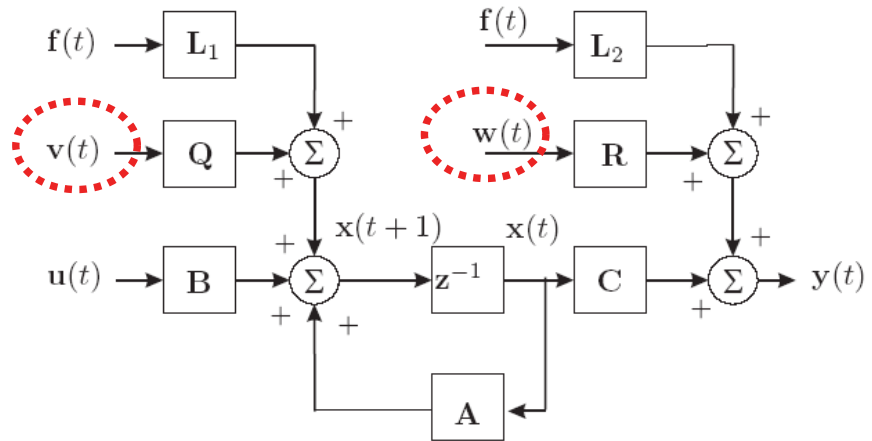 f(t) L₁ f(t) L₂
+ +
v(t) Q Σ w(t) R Σ
+ +
x(t+1) x(t)
+ +
u(t) B Σ z⁻¹ C Σ y(t)
+ + +
A